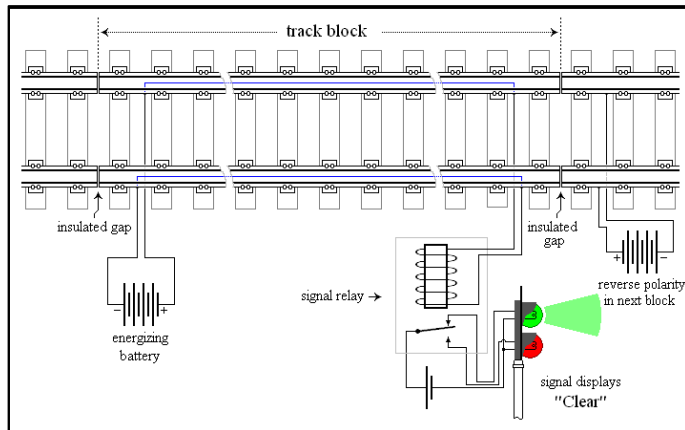 track block
insulated gap
insulated
gap
signal relay →
− +
energizing
battery
+ −
reverse polarity
in next block
signal displays
"Clear"